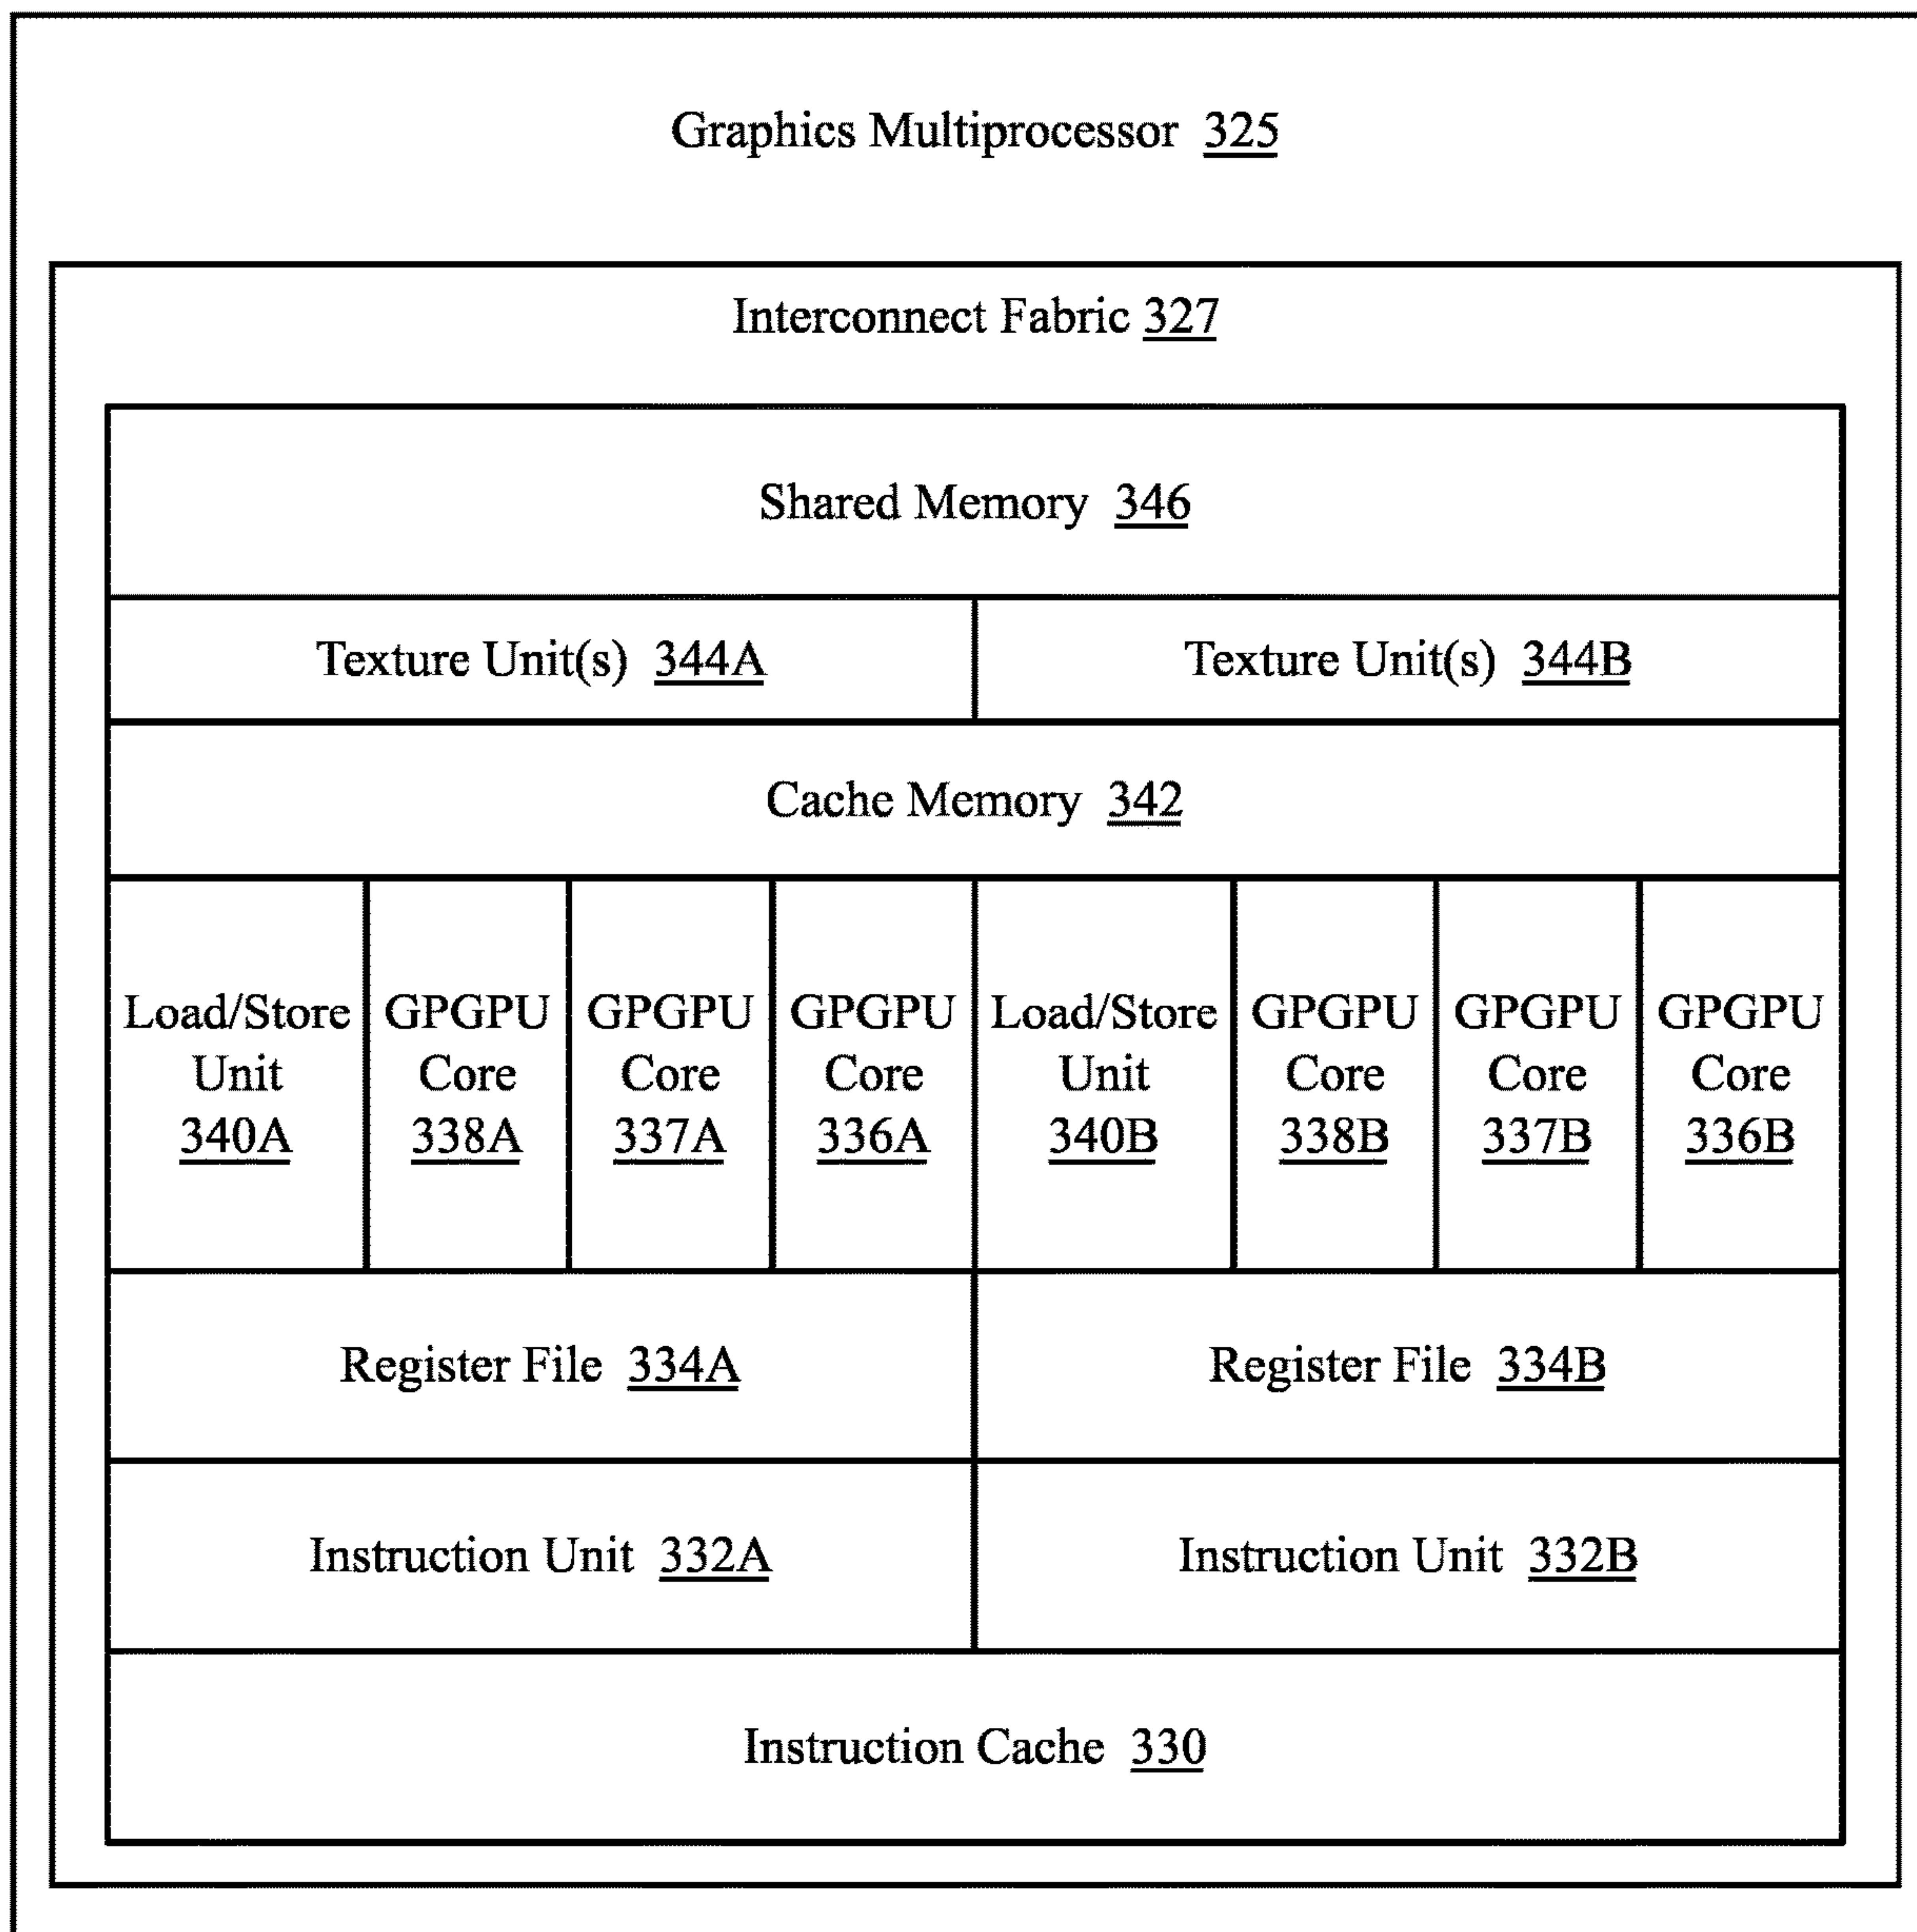 Graphics Multiprocessor 325
Interconnect Fabric 327
Shared Memory 346
Texture Unit(s) 344A
Texture Unit(s) 344B
Cache Memory 342
Load/Store
Unit
340A
GPGPU
Core
338A
GPGPU
Core
337A
GPGPU
Core
336A
Load/Store
Unit
340B
GPGPU
Core
338B
GPGPU
Core
337B
GPGPU
Core
336B
Register File 334A
Register File 334B
Instruction Unit 332A
Instruction Unit 332B
Instruction Cache 330